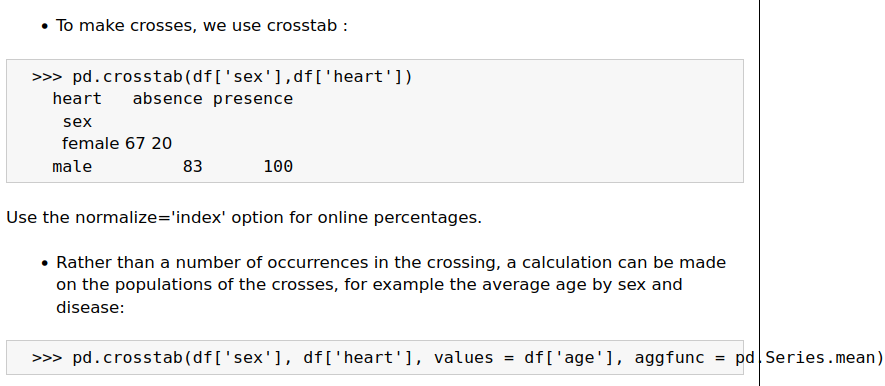 • To make crosses, we use crosstab :
>>> pd.crosstab(df['sex'],df['heart'])
heart absence presence
sex
female 67 20
male 83 100
Use the normalize='index' option for online percentages.
• Rather than a number of occurrences in the crossing, a calculation can be made
on the populations of the crosses, for example the average age by sex and
disease:
>>> pd.crosstab(df['sex'], df['heart'], values = df['age'], aggfunc = pd.Series.mean)